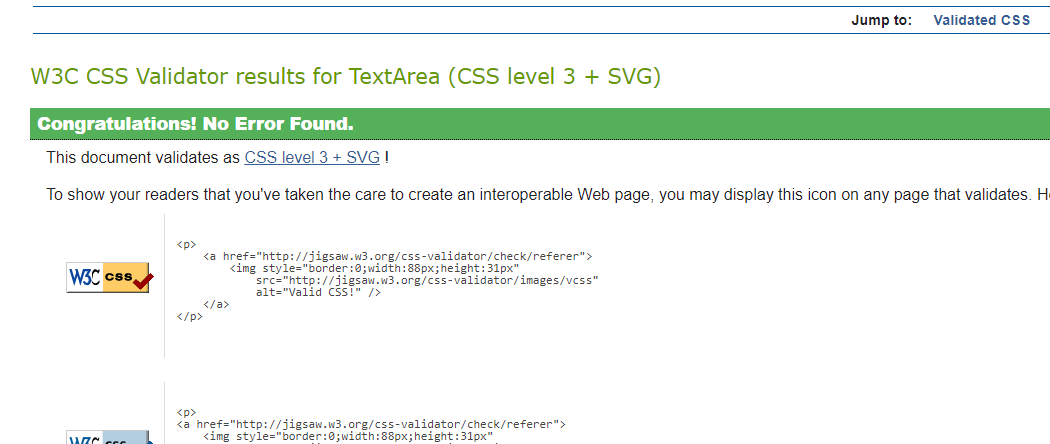 Jump to: Validated CSS
W3C CSS Validator results for TextArea (CSS level 3 + SVG)
Congratulations! No Error Found.
This document validates as CSS level 3 + SVG !
To show your readers that you've taken the care to create an interoperable Web page, you may display this icon on any page that validates.
<p>
<a href="http://jigsaw.w3.org/css-validator/check/referer">
<img style="border:0;width:88px;height:31px"
W3C css
src="http://jigsaw.w3.org/css-validator/images/vcss"
alt="Valid CSS!" />
</a>
</p>
<p>
<a href="http://jigsaw.w3.org/css-validator/check/referer">
<img style="border:0;width:88px;height:31px"
W3C css